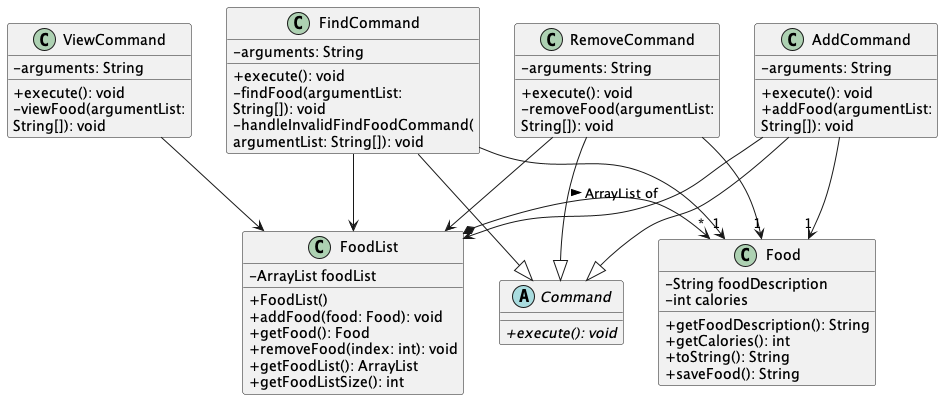 C ViewCommand
-arguments: String
+execute(): void
-viewFood(argumentList:
String[]): void
C FindCommand
-arguments: String
+execute(): void
-findFood(argumentList:
String[]): void
-handleInvalidFindFoodCommand(
argumentList: String[]): void
C RemoveCommand
-arguments: String
+execute(): void
-removeFood(argumentList:
String[]): void
C AddCommand
-arguments: String
+execute(): void
+addFood(argumentList:
String[]): void
ArrayList of
* 1 1 1
C FoodList
-ArrayList foodList
+FoodList()
+addFood(food: Food): void
+getFood(): Food
+removeFood(index: int): void
+getFoodList(): ArrayList
+getFoodListSize(): int
A Command
+execute(): void
C Food
-String foodDescription
-int calories
+getFoodDescription(): String
+getCalories(): int
+toString(): String
+saveFood(): String